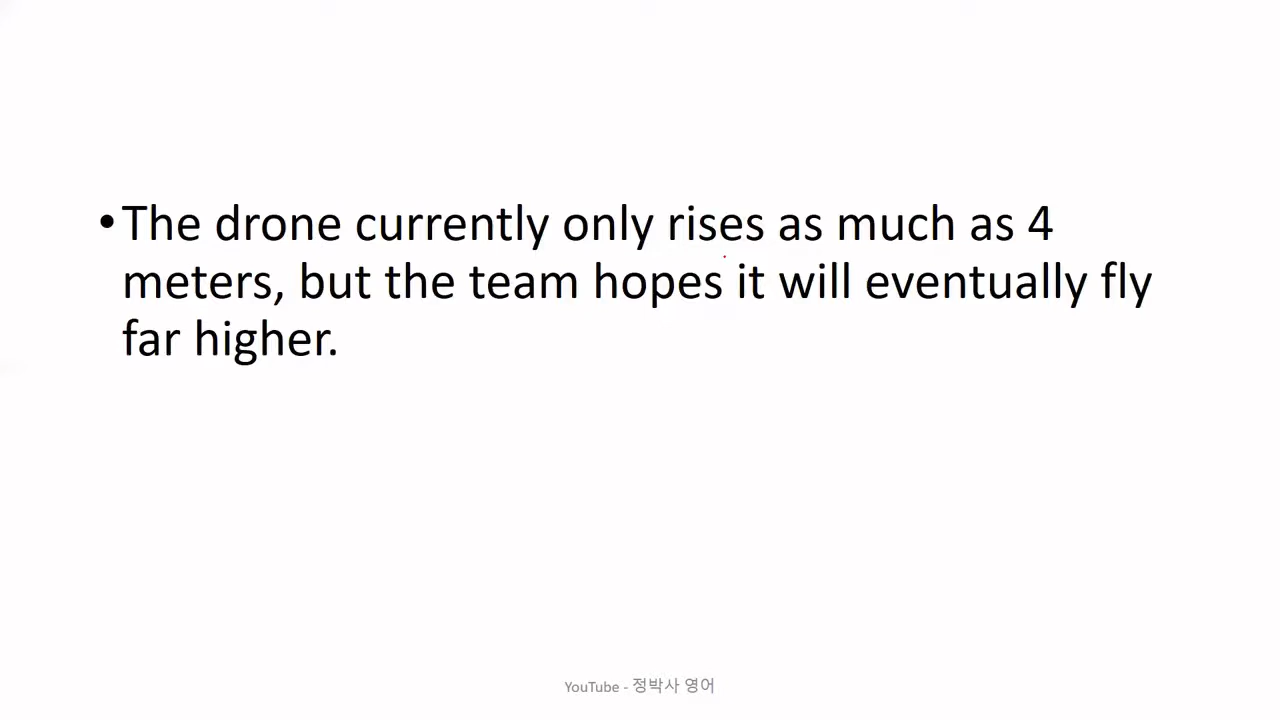 •The drone currently only rises as much as 4
meters, but the team hopes it will eventually fly
far higher.
YouTube - 정박사 영어